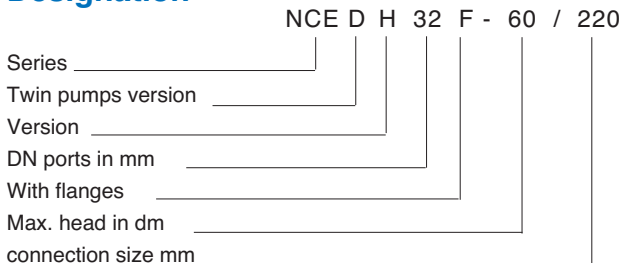 Designation
NCE D H 32 F - 60 / 220
Series
Twin pumps version
Version
DN ports in mm
With flanges
Max. head in dm
connection size mm